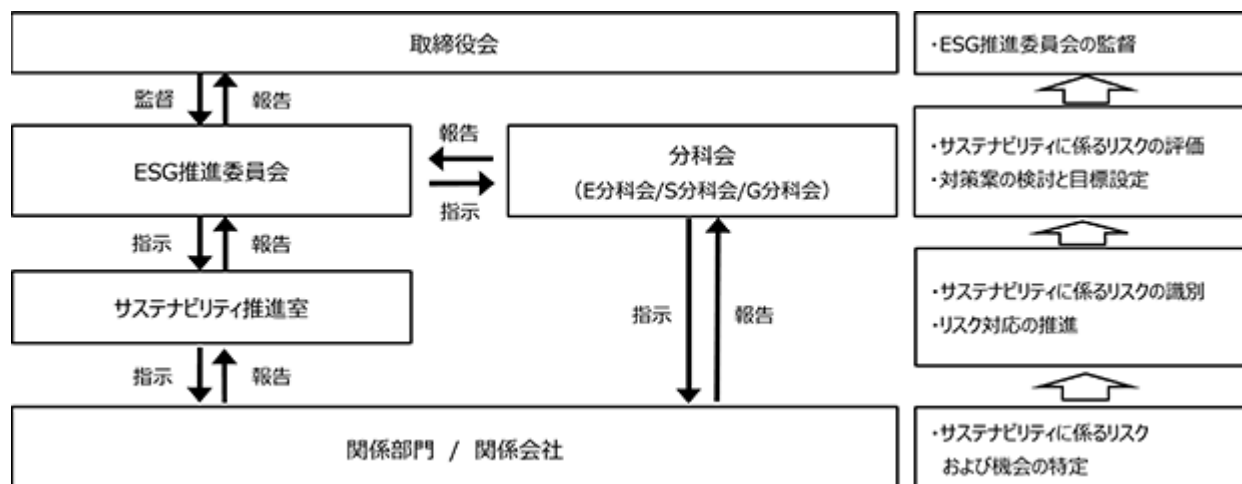 取締役会
監督
報告
ESG推進委員会
報告
指示
分科会
（E分科会/S分科会/G分科会）
指示
報告
サステナビリティ推進室
指示
報告
指示
報告
関係部門 / 関係会社
・ESG推進委員会の監督
・サステナビリティに係るリスクの評価
・対策案の検討と目標設定
・サステナビリティに係るリスクの識別
・リスク対応の推進
・サステナビリティに係るリスク
および機会の特定